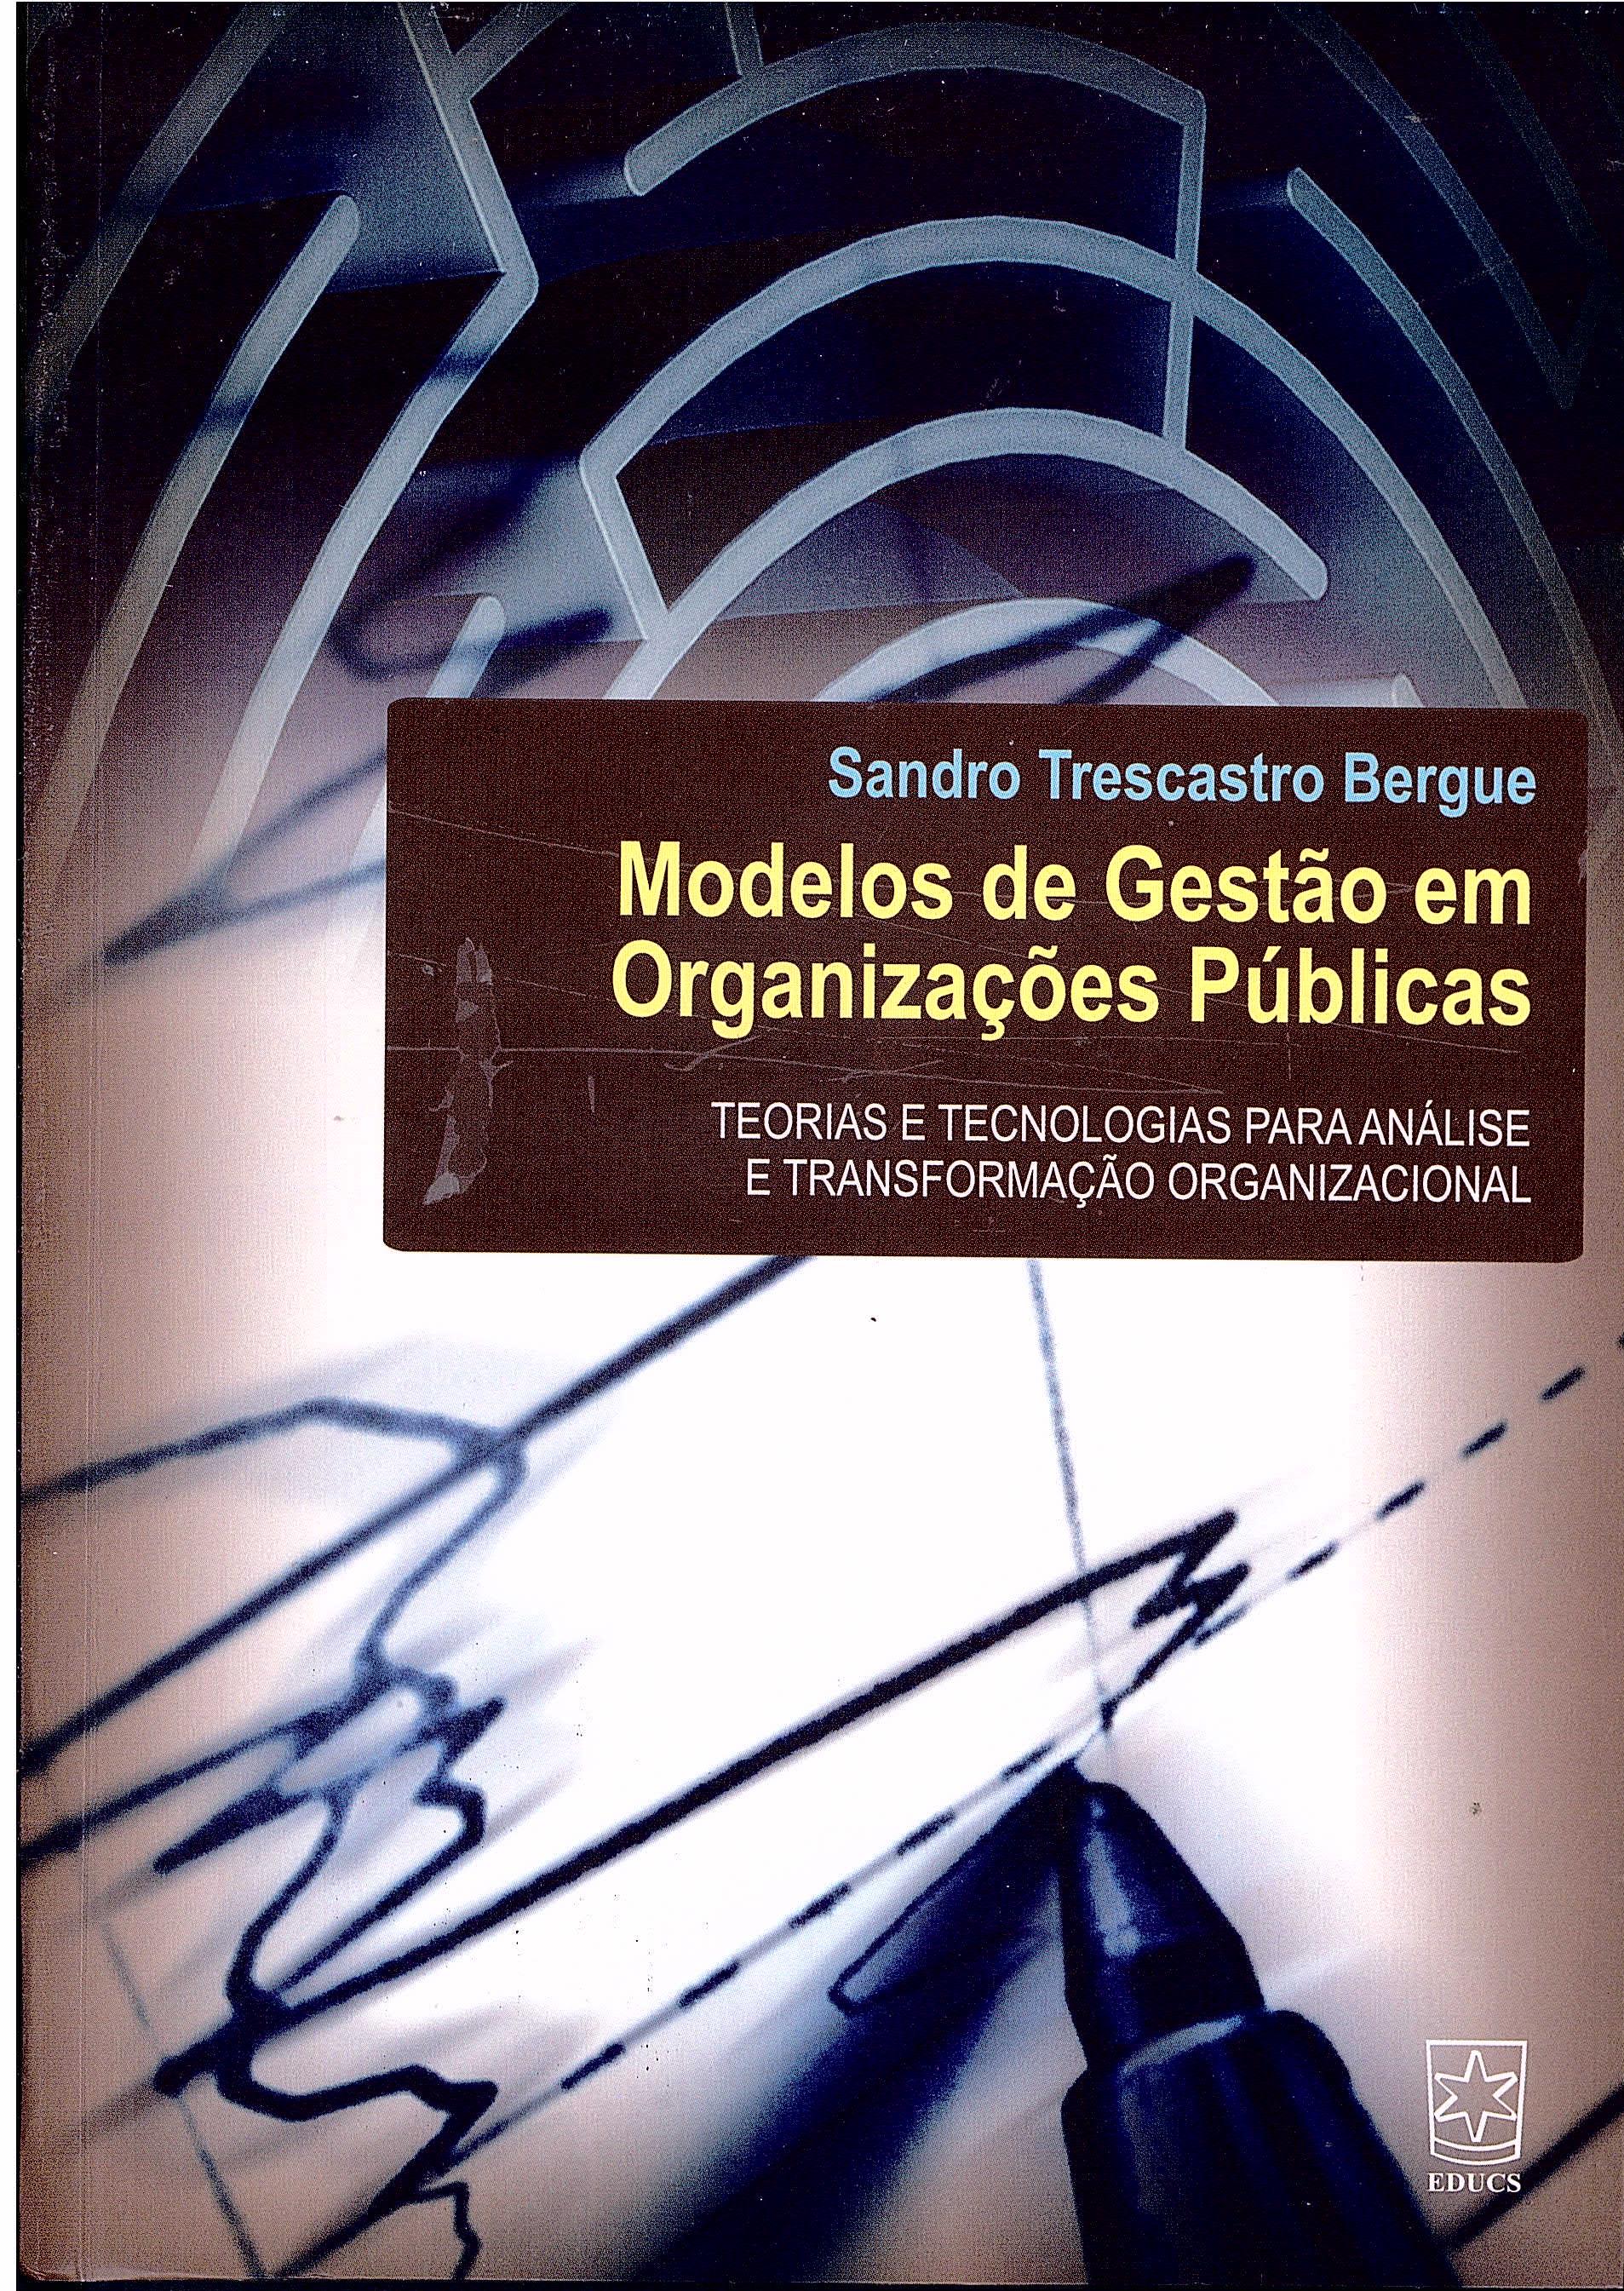 Sandro Trescastro Bergue
Modelos de Gestão em
Organizações Públicas
TEORIAS E TECNOLOGIAS PARA ANÁLISE
E TRANSFORMAÇÃO ORGANIZACIONAL
EDUCS